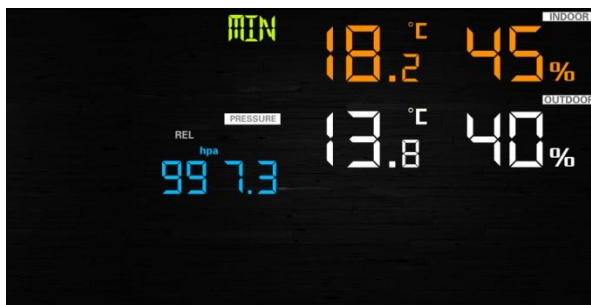 MIN
INDOOR
18.2 °C 45%
OUTDOOR
PRESSURE
13.8 °C 40%
REL
hpa
997.3